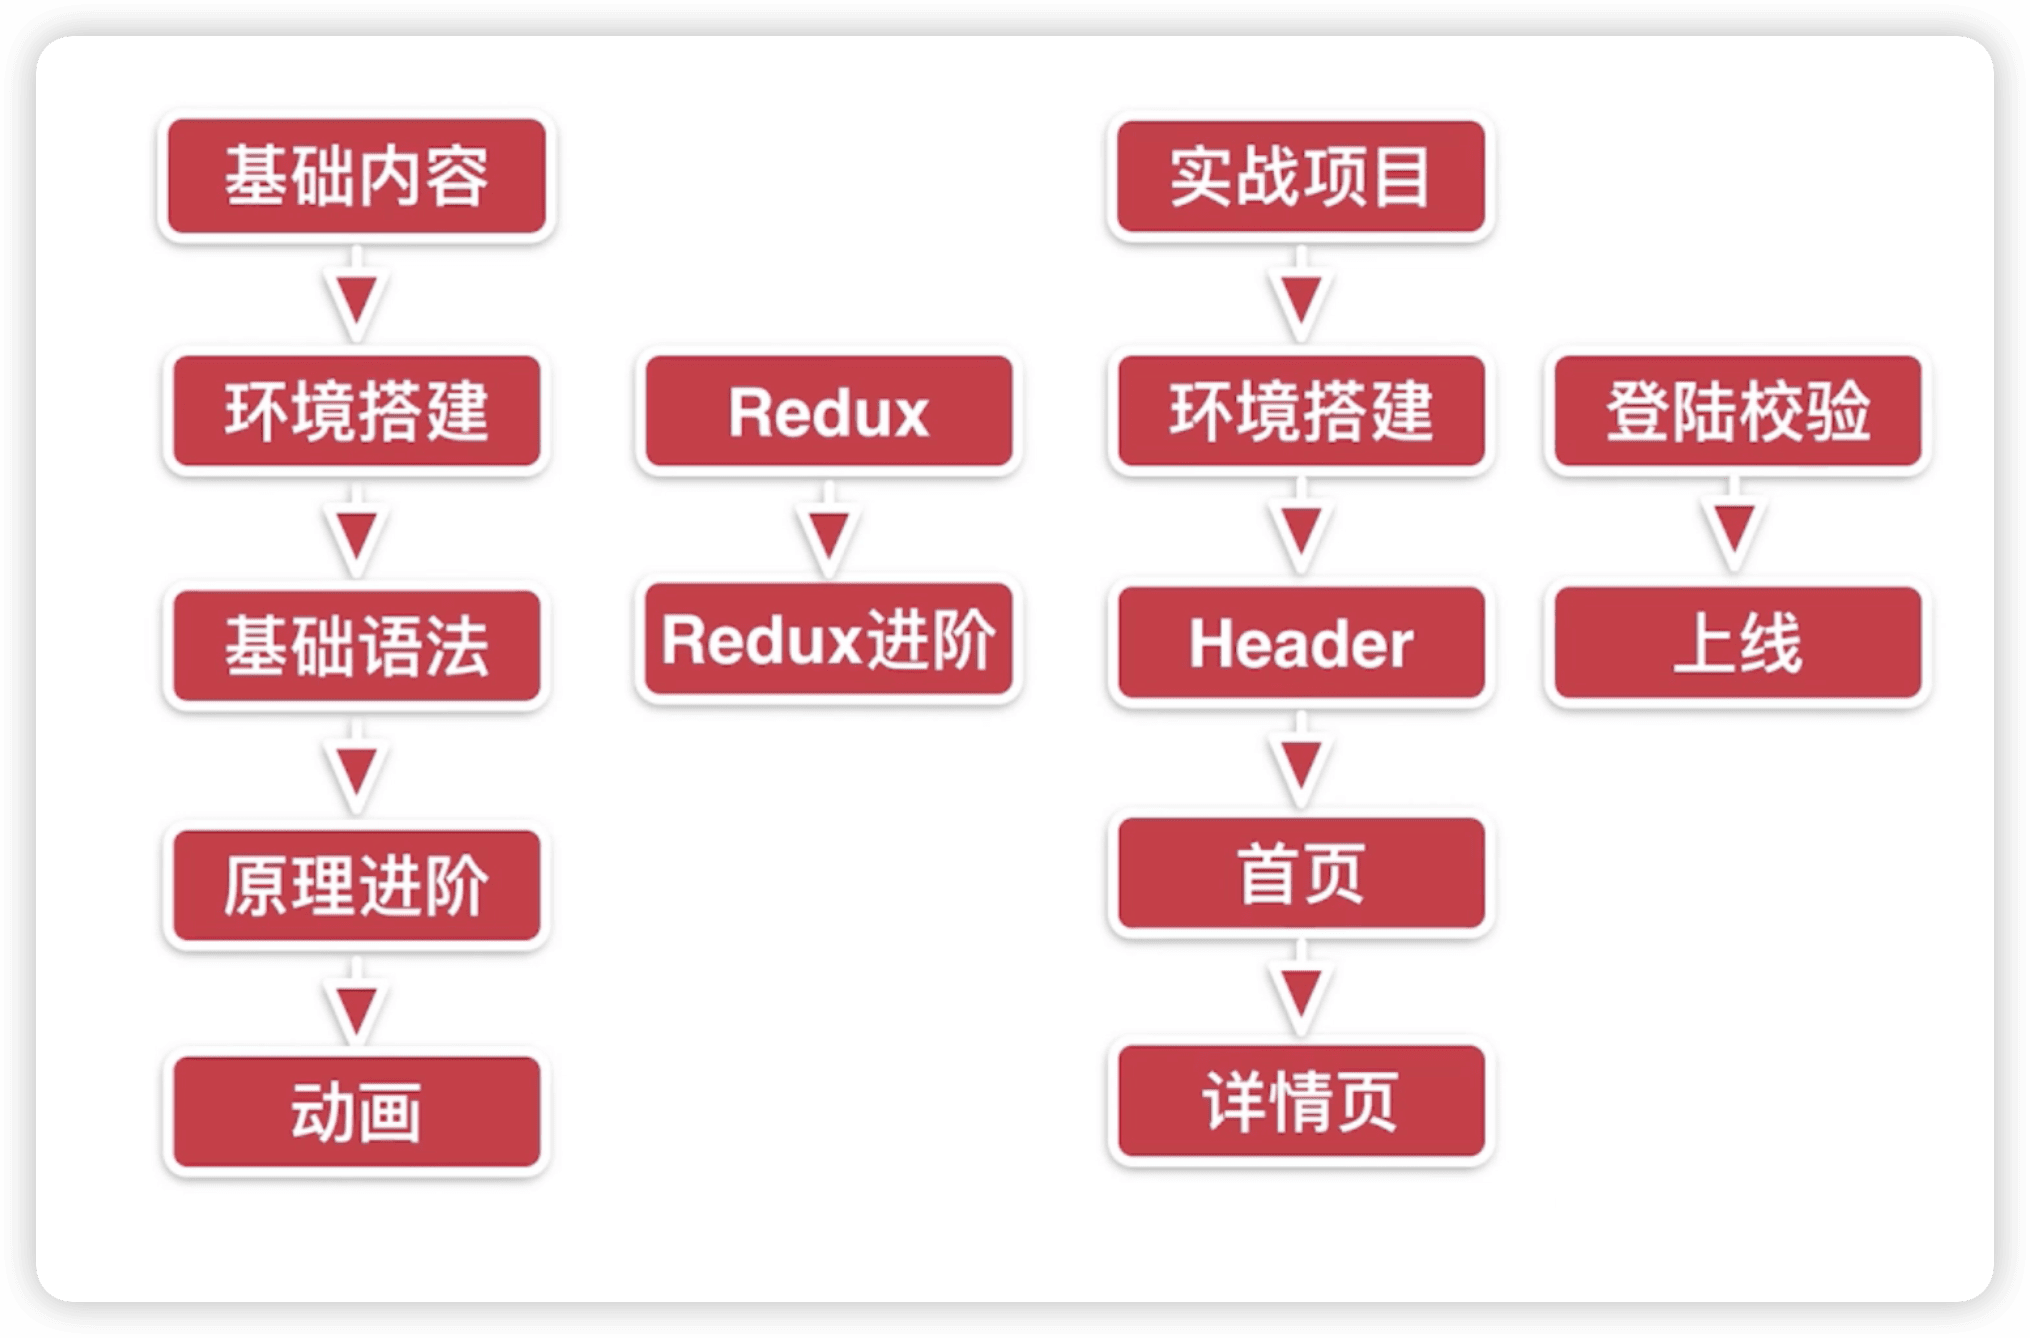 基础内容
环境搭建
基础语法
原理进阶
动画
Redux
Redux进阶
实战项目
环境搭建
Header
首页
详情页
登陆校验
上线